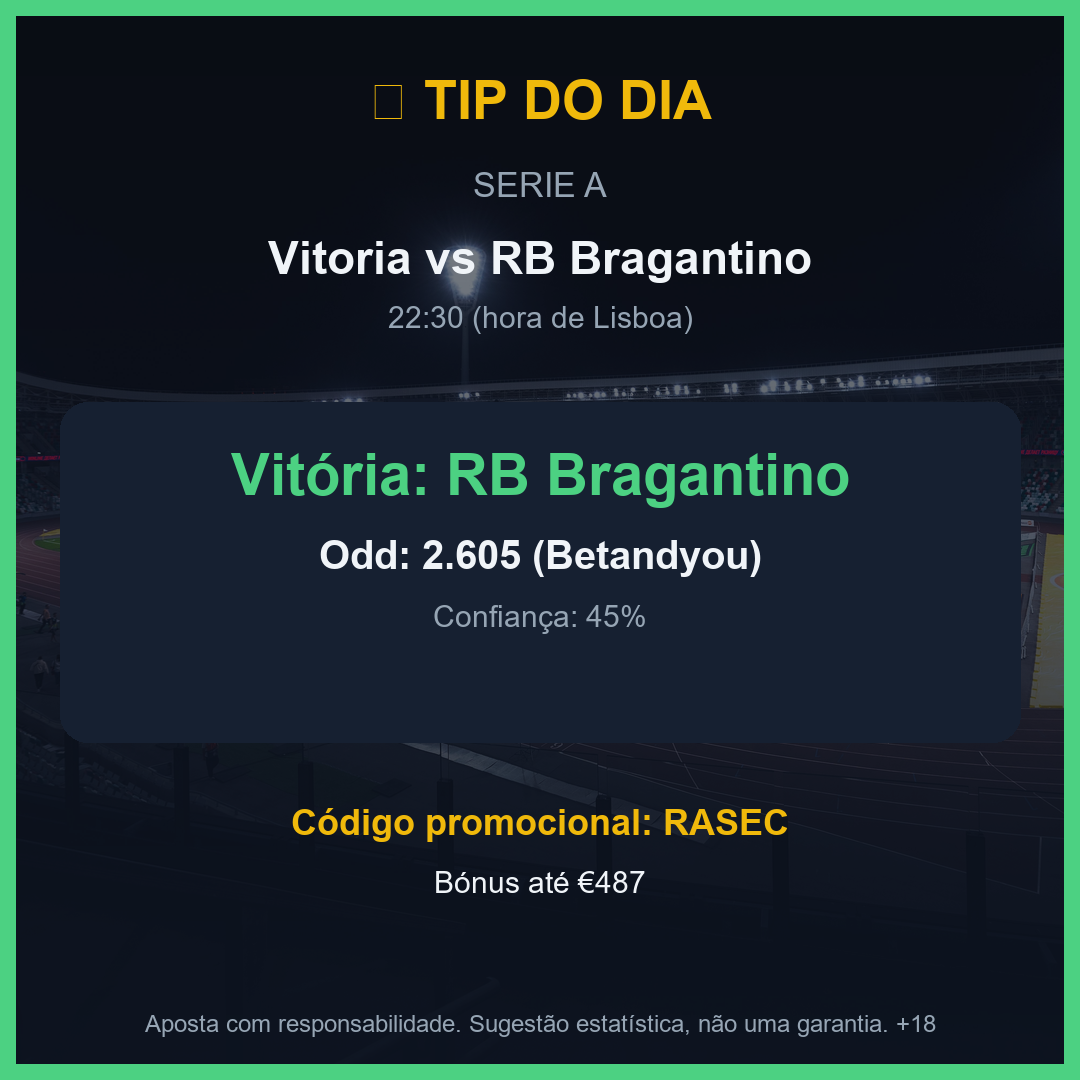 TIP DO DIA
SERIE A
Vitoria vs RB Bragantino
22:30 (hora de Lisboa)
Vitória: RB Bragantino
Odd: 2.605 (Betandyou)
Confiança: 45%
Código promocional: RASEC
Bónus até €487
Aposta com responsabilidade. Sugestão estatística, não uma garantia. +18